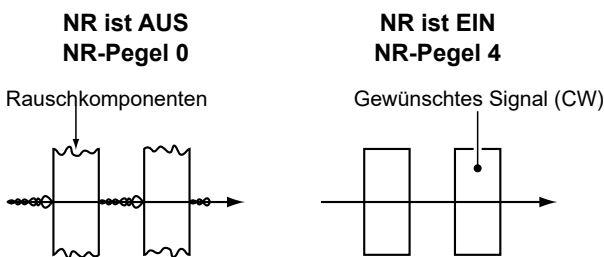 NR ist AUS
NR-Pegel 0
Rauschkomponenten
NR ist EIN
NR-Pegel 4
Gewünschtes Signal (CW)